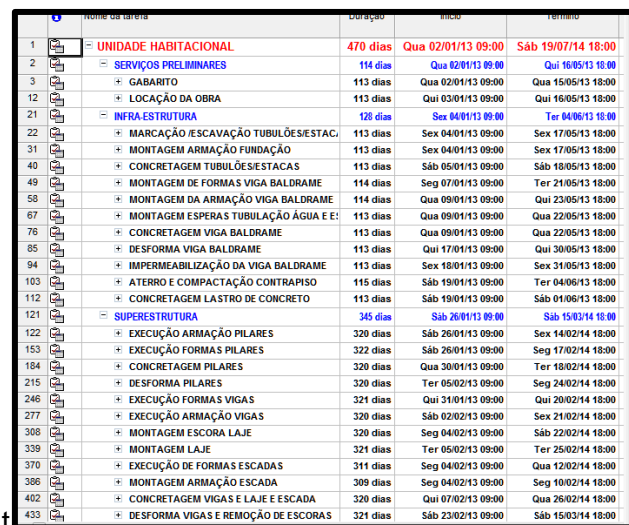 Nome da tarefa Duração Início Término
1 UNIDADE HABITACIONAL 470 dias Qua 02/01/13 09:00 Sáb 19/07/14 18:00
2 SERVIÇOS PRELIMINARES 114 dias Qua 02/01/13 09:00 Qui 16/05/13 18:00
3 GABARITO 113 dias Qua 02/01/13 09:00 Qua 15/05/13 18:00
12 LOCAÇÃO DA OBRA 113 dias Qui 03/01/13 09:00 Qui 16/05/13 18:00
21 INFRA-ESTRUTURA 128 dias Sex 04/01/13 09:00 Ter 04/06/13 18:00
22 MARCAÇÃO /ESCAVAÇÃO TUBULÕES/ESTAC 113 dias Sex 04/01/13 09:00 Sex 17/05/13 18:00
31 MONTAGEM ARMAÇÃO FUNDAÇÃO 113 dias Sex 04/01/13 09:00 Sex 17/05/13 18:00
40 CONCRETAGEM TUBULÕES/ESTACAS 113 dias Sáb 05/01/13 09:00 Sáb 18/05/13 18:00
49 MONTAGEM DE FORMAS VIGA BALDRAME 114 dias Seg 07/01/13 09:00 Ter 21/05/13 18:00
58 MONTAGEM DA ARMAÇÃO VIGA BALDRAME 114 dias Qua 09/01/13 09:00 Qui 23/05/13 18:00
67 MONTAGEM ESPERAS TUBULAÇÃO ÁGUA E E 113 dias Qua 09/01/13 09:00 Qua 22/05/13 18:00
76 CONCRETAGEM VIGA BALDRAME 113 dias Qua 09/01/13 09:00 Qua 22/05/13 18:00
85 DESFORMA VIGA BALDRAME 113 dias Qui 17/01/13 09:00 Qui 30/05/13 18:00
94 IMPERMEABILIZAÇÃO DA VIGA BALDRAME 113 dias Sex 18/01/13 09:00 Sex 31/05/13 18:00
103 ATERRO E COMPACTAÇÃO CONTRAPISO 115 dias Sáb 19/01/13 09:00 Ter 04/06/13 18:00
112 CONCRETAGEM LASTRO DE CONCRETO 113 dias Sáb 19/01/13 09:00 Sáb 01/06/13 18:00
121 SUPERESTRUTURA 345 dias Sáb 26/01/13 09:00 Sáb 15/03/14 18:00
122 EXECUÇÃO ARMAÇÃO PILARES 320 dias Sáb 26/01/13 09:00 Sex 14/02/14 18:00
153 EXECUÇÃO FORMAS PILARES 322 dias Sáb 26/01/13 09:00 Seg 17/02/14 18:00
184 CONCRETAGEM PILARES 320 dias Qua 30/01/13 09:00 Ter 18/02/14 18:00
215 DESFORMA PILARES 320 dias Ter 05/02/13 09:00 Seg 24/02/14 18:00
246 EXECUÇÃO FORMAS VIGAS 321 dias Qui 31/01/13 09:00 Qui 20/02/14 18:00
277 EXECUÇÃO ARMAÇÃO VIGAS 320 dias Sáb 02/02/13 09:00 Sex 21/02/14 18:00
308 MONTAGEM ESCORA LAJE 320 dias Seg 04/02/13 09:00 Sáb 22/02/14 18:00
339 MONTAGEM LAJE 321 dias Ter 05/02/13 09:00 Ter 25/02/14 18:00
370 EXECUÇÃO DE FORMAS ESCADAS 311 dias Seg 04/02/13 09:00 Qua 12/02/14 18:00
386 MONTAGEM ARMAÇÃO ESCADA 309 dias Seg 04/02/13 09:00 Seg 10/02/14 18:00
402 CONCRETAGEM VIGAS E LAJE E ESCADA 320 dias Qui 07/02/13 09:00 Qua 26/02/14 18:00
433 DESFORMA VIGAS E REMOÇÃO DE ESCORAS 321 dias Sáb 23/02/13 09:00 Sáb 15/03/14 18:00
t